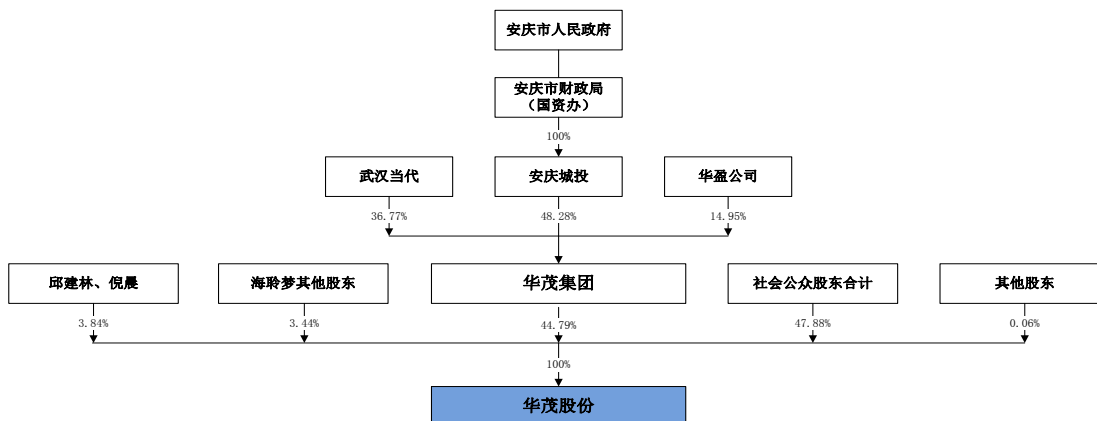 安庆市人民政府
安庆市财政局
（国资办）
100%
武汉当代
安庆城投
华盈公司
36.77%
48.28%
14.95%
邱建林、倪晨
海聆梦其他股东
华茂集团
社会公众股东合计
其他股东
3.84%
3.44%
44.79%
47.88%
0.06%
100%
华茂股份